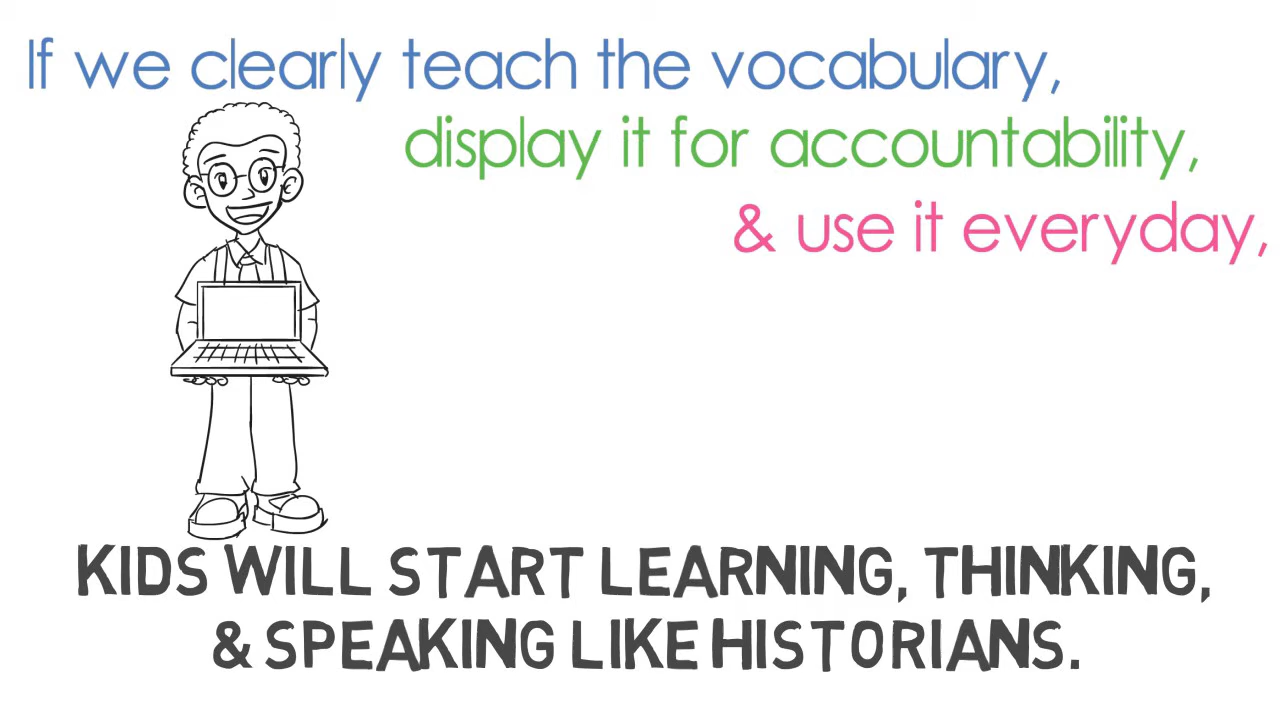 If we clearly teach the vocabulary,
display it for accountability,
& use it everyday,
KIDS WILL START LEARNING, THINKING,
& SPEAKING LIKE HISTORIANS.